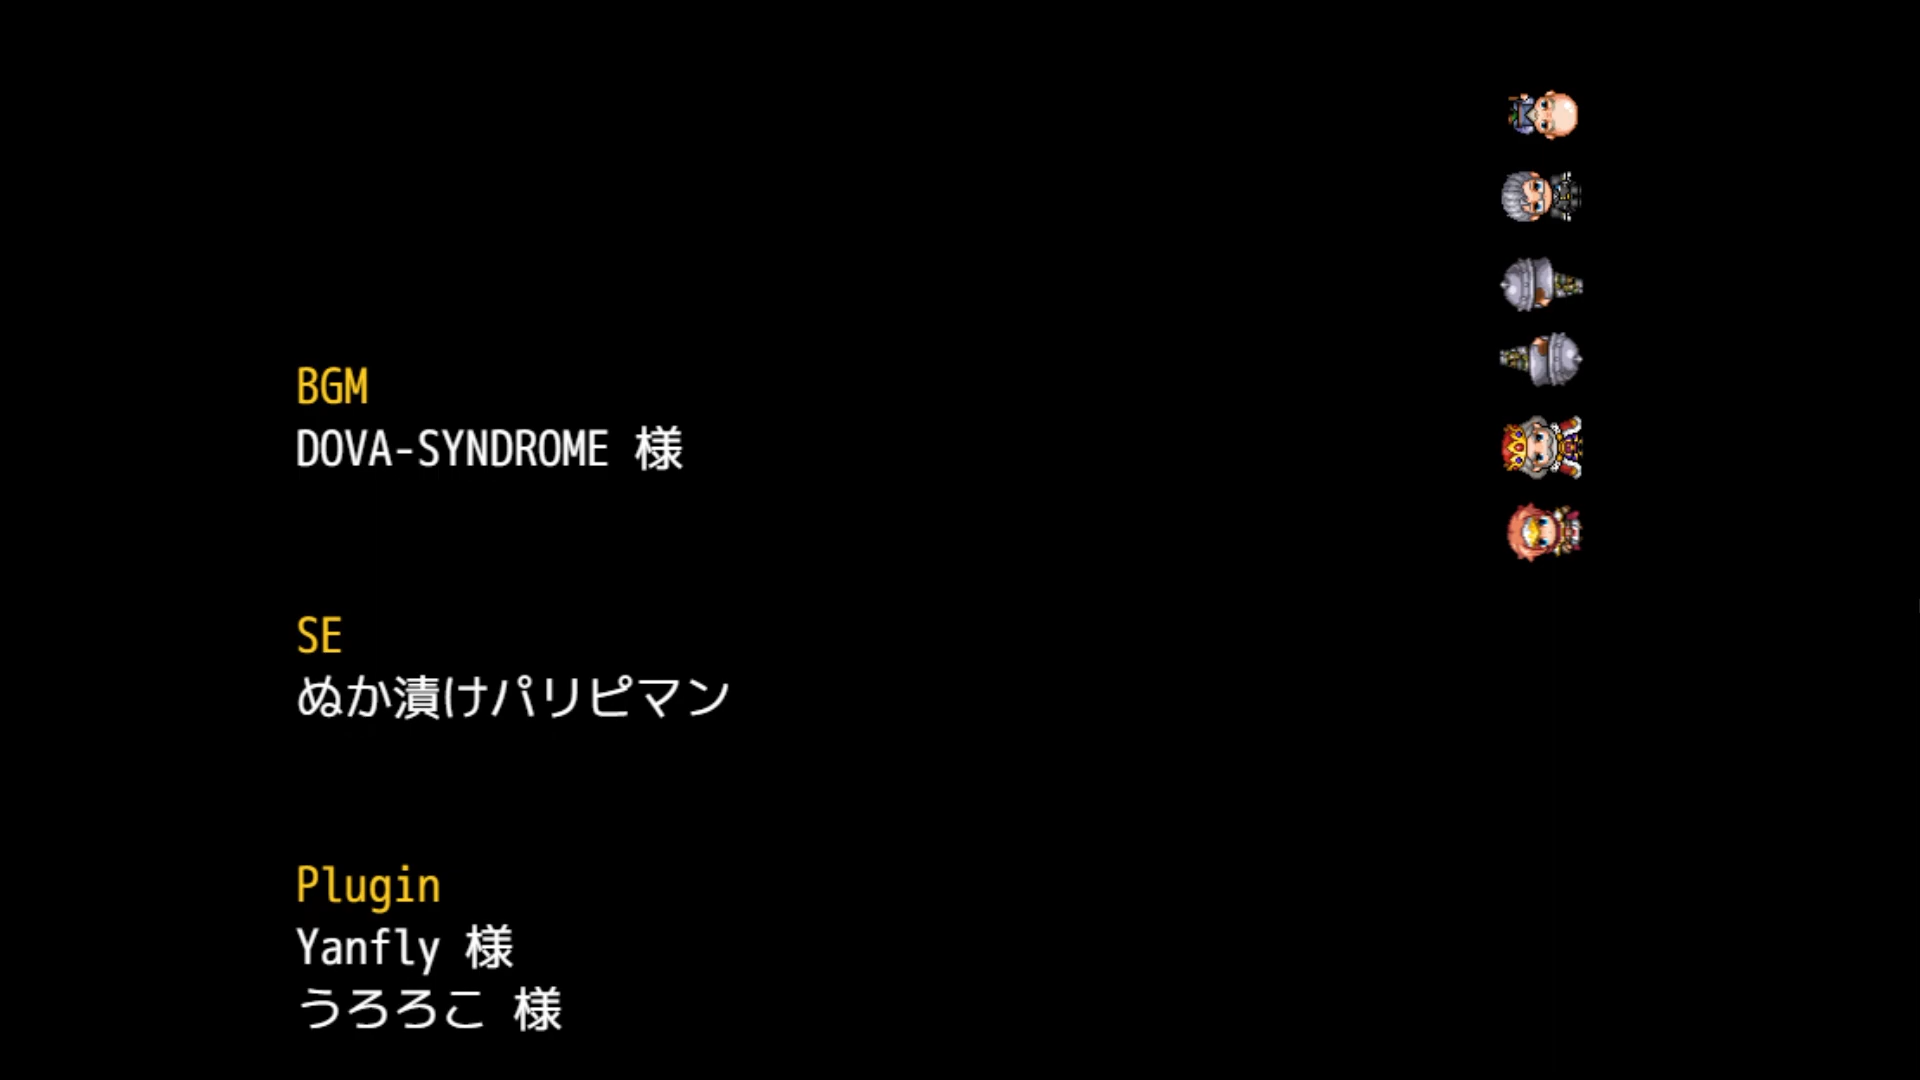 BGM
DOVA-SYNDROME 様
SE
ぬか漬けパリピマン
Plugin
Yanfly 様
うろろこ 様